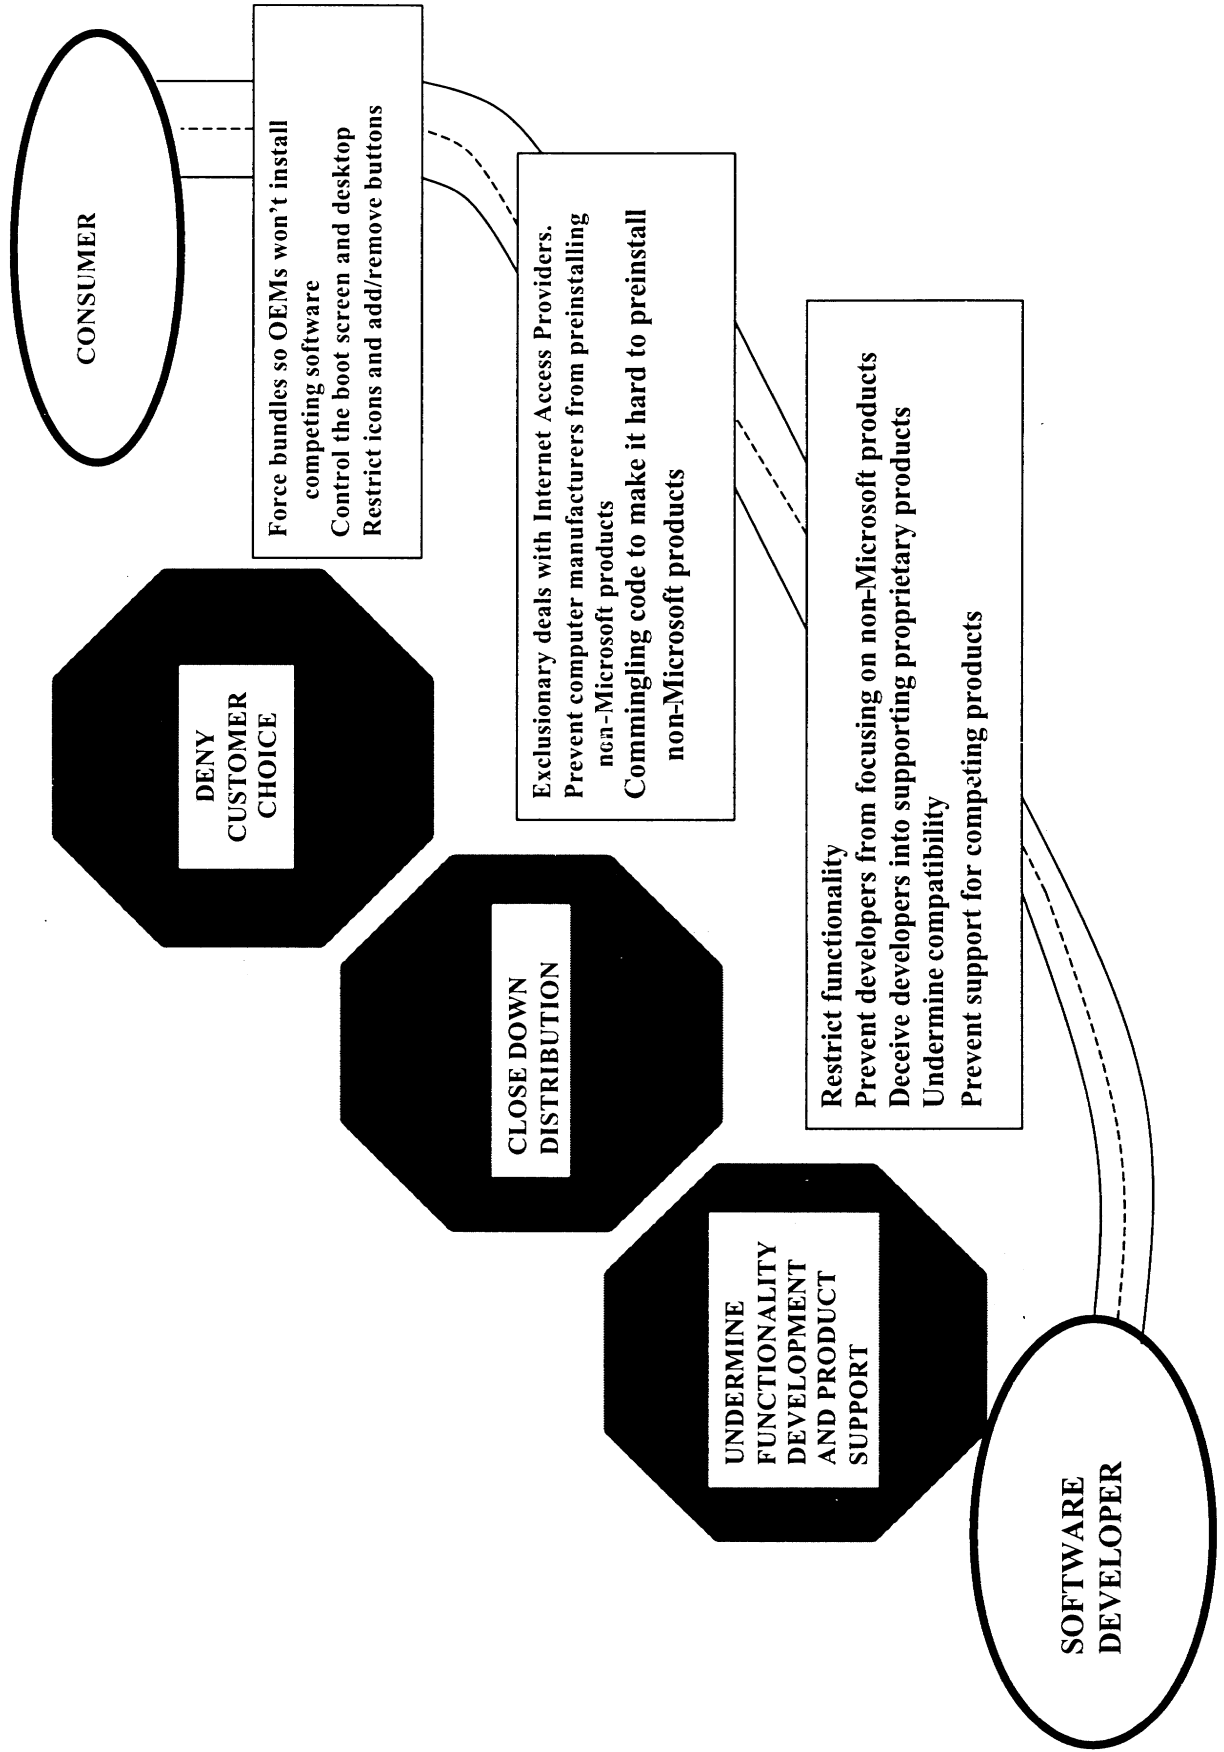 CONSUMER
Force bundles so OEMs won't install
competing software
Control the boot screen and desktop
Restrict icons and add/remove buttons
DENY
CUSTOMER
CHOICE
Exclusionary deals with Internet Access Providers.
Prevent computer manufacturers from preinstalling
non-Microsoft products
Commingling code to make it hard to preinstall
non-Microsoft products
CLOSE DOWN
DISTRIBUTION
Restrict functionality
Prevent developers from focusing on non-Microsoft products
Deceive developers into supporting proprietary products
Undermine compatibility
Prevent support for competing products
UNDERMINE
FUNCTIONALITY
DEVELOPMENT
AND PRODUCT
SUPPORT
SOFTWARE
DEVELOPER